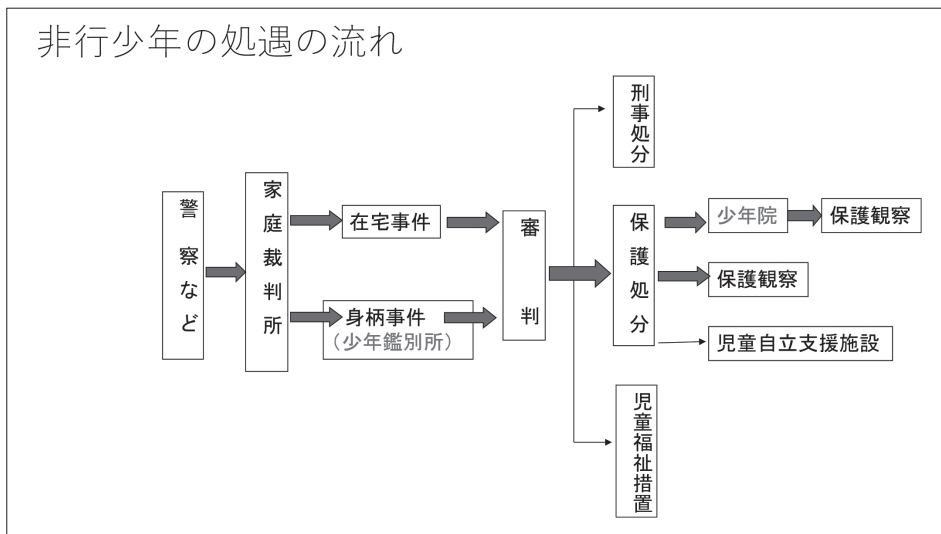 非行少年の処遇の流れ
警察など
家庭裁判所
在宅事件
身柄事件
（少年鑑別所）
審判
刑事処分
保護処分
児童福祉措置
少年院
保護観察
保護観察
児童自立支援施設